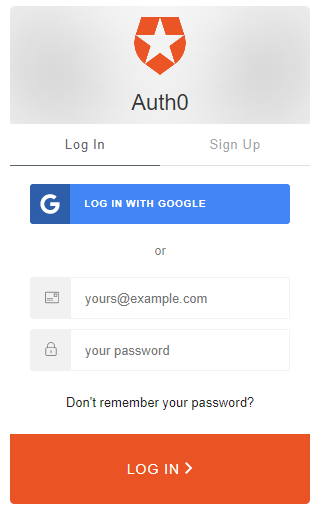 Auth0
Log In Sign Up
LOG IN WITH GOOGLE
or
yours@example.com
your password
Don't remember your password?
LOG IN